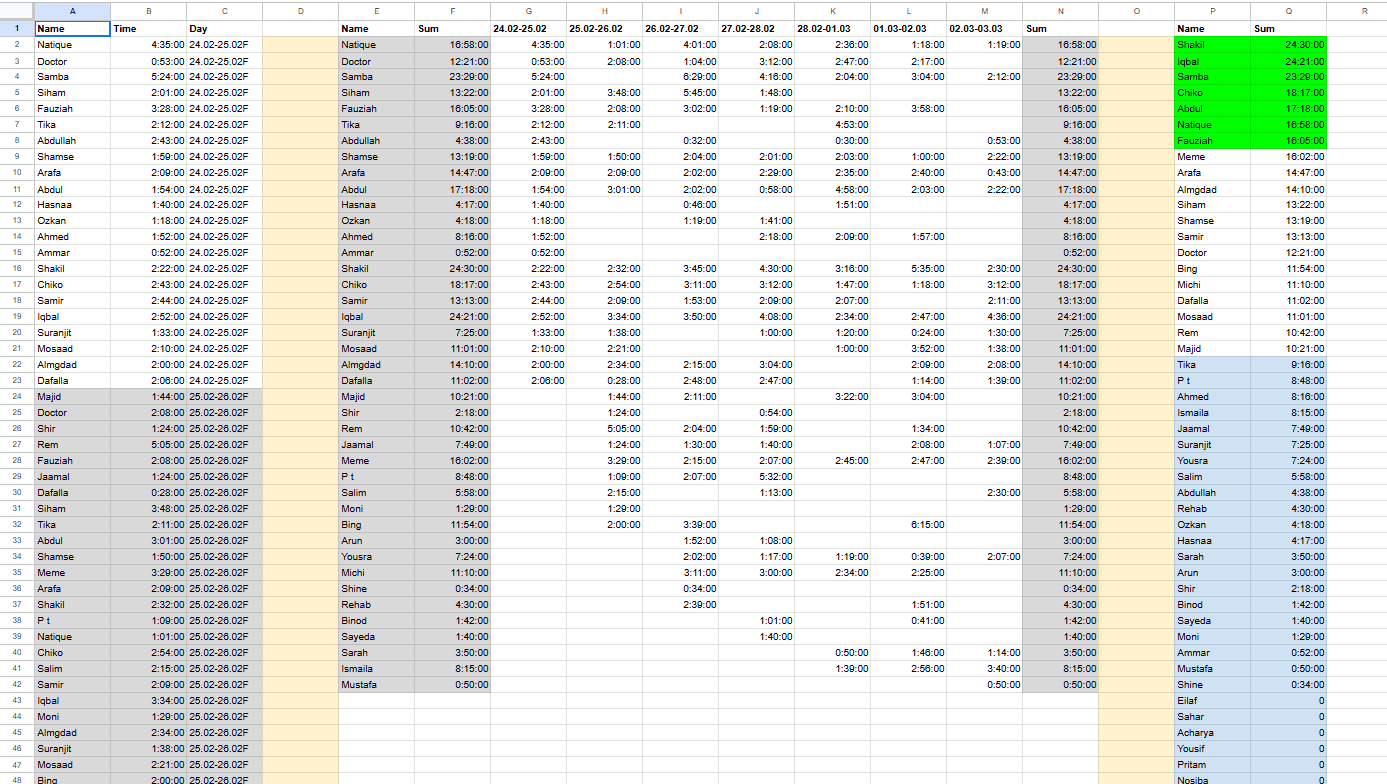 A B C D E F G H I J K L M N O P Q R
1 Name Time Day Name Sum 24.02-25.02 25.02-26.02 26.02-27.02 27.02-28.02 28.02-01.03 01.03-02.03 02.03-03.03 Sum Name Sum
2 Natique 4:35:00 24.02-25.02F Natique 16:58:00 4:35:00 1:01:00 4:01:00 2:08:00 2:36:00 1:18:00 1:19:00 16:58:00 Shakil 24:30:00
3 Doctor 0:53:00 24.02-25.02F Doctor 12:21:00 0:53:00 2:08:00 1:04:00 3:12:00 2:47:00 2:17:00 12:21:00 Iqbal 24:21:00
4 Samba 5:24:00 24.02-25.02F Samba 23:29:00 5:24:00 6:29:00 4:16:00 2:04:00 3:04:00 2:12:00 23:29:00 Samba 23:29:00
5 Siham 2:01:00 24.02-25.02F Siham 13:22:00 2:01:00 3:48:00 5:45:00 1:48:00 13:22:00 Chiko 18:17:00
6 Fauziah 3:28:00 24.02-25.02F Fauziah 16:05:00 3:28:00 2:08:00 3:02:00 1:19:00 2:10:00 3:58:00 16:05:00 Abdul 17:18:00
7 Tika 2:12:00 24.02-25.02F Tika 9:16:00 2:12:00 2:11:00 4:53:00 9:16:00 Natique 16:58:00
8 Abdullah 2:43:00 24.02-25.02F Abdullah 4:38:00 2:43:00 0:32:00 0:30:00 0:53:00 4:38:00 Fauziah 16:05:00
9 Shamse 1:59:00 24.02-25.02F Shamse 13:19:00 1:59:00 1:50:00 2:04:00 2:01:00 2:03:00 1:00:00 2:22:00 13:19:00 Meme 16:02:00
10 Arafa 2:09:00 24.02-25.02F Arafa 14:47:00 2:09:00 2:09:00 2:02:00 2:29:00 2:35:00 2:40:00 0:43:00 14:47:00 Arafa 14:47:00
11 Abdul 1:54:00 24.02-25.02F Abdul 17:18:00 1:54:00 3:01:00 2:02:00 0:58:00 4:58:00 2:03:00 2:22:00 17:18:00 Almgdad 14:10:00
12 Hasnaa 1:40:00 24.02-25.02F Hasnaa 4:17:00 1:40:00 0:46:00 1:51:00 4:17:00 Siham 13:22:00
13 Ozkan 1:18:00 24.02-25.02F Ozkan 4:18:00 1:18:00 1:19:00 1:41:00 4:18:00 Shamse 13:19:00
14 Ahmed 1:52:00 24.02-25.02F Ahmed 8:16:00 1:52:00 2:18:00 2:09:00 1:57:00 8:16:00 Samir 13:13:00
15 Ammar 0:52:00 24.02-25.02F Ammar 0:52:00 0:52:00 0:52:00 Doctor 12:21:00
16 Shakil 2:22:00 24.02-25.02F Shakil 24:30:00 2:22:00 2:32:00 3:45:00 4:30:00 3:16:00 5:35:00 2:30:00 24:30:00 Bing 11:54:00
17 Chiko 2:43:00 24.02-25.02F Chiko 18:17:00 2:43:00 2:54:00 3:11:00 3:12:00 1:47:00 1:18:00 3:12:00 18:17:00 Michi 11:10:00
18 Samir 2:44:00 24.02-25.02F Samir 13:13:00 2:44:00 2:09:00 1:53:00 2:09:00 2:07:00 2:11:00 13:13:00 Dafalla 11:02:00
19 Iqbal 2:52:00 24.02-25.02F Iqbal 24:21:00 2:52:00 3:34:00 3:50:00 4:08:00 2:34:00 2:47:00 4:36:00 24:21:00 Mosaad 11:01:00
20 Suranjit 1:33:00 24.02-25.02F Suranjit 7:25:00 1:33:00 1:38:00 1:00:00 1:20:00 0:24:00 1:30:00 7:25:00 Rem 10:42:00
21 Mosaad 2:10:00 24.02-25.02F Mosaad 11:01:00 2:10:00 2:21:00 1:00:00 3:52:00 1:38:00 11:01:00 Majid 10:21:00
22 Almgdad 2:00:00 24.02-25.02F Almgdad 14:10:00 2:00:00 2:34:00 2:15:00 3:04:00 2:09:00 2:08:00 14:10:00 Tika 9:16:00
23 Dafalla 2:06:00 24.02-25.02F Dafalla 11:02:00 2:06:00 0:28:00 2:48:00 2:47:00 1:14:00 1:39:00 11:02:00 P t 8:48:00
24 Majid 1:44:00 25.02-26.02F Majid 10:21:00 1:44:00 2:11:00 3:22:00 3:04:00 10:21:00 Ahmed 8:16:00
25 Doctor 2:08:00 25.02-26.02F Shir 2:18:00 1:24:00 0:54:00 2:18:00 Ismaila 8:15:00
26 Shir 1:24:00 25.02-26.02F Rem 10:42:00 5:05:00 2:04:00 1:59:00 1:34:00 10:42:00 Jaamal 7:49:00
27 Rem 5:05:00 25.02-26.02F Jaamal 7:49:00 1:24:00 1:30:00 1:40:00 2:08:00 1:07:00 7:49:00 Suranjit 7:25:00
28 Fauziah 2:08:00 25.02-26.02F Meme 16:02:00 3:29:00 2:15:00 2:07:00 2:45:00 2:47:00 2:39:00 16:02:00 Yousra 7:24:00
29 Jaamal 1:24:00 25.02-26.02F P t 8:48:00 1:09:00 2:07:00 5:32:00 8:48:00 Salim 5:58:00
30 Dafalla 0:28:00 25.02-26.02F Salim 5:58:00 2:15:00 1:13:00 2:30:00 5:58:00 Abdullah 4:38:00
31 Siham 3:48:00 25.02-26.02F Moni 1:29:00 1:29:00 1:29:00 Rehab 4:30:00
32 Tika 2:11:00 25.02-26.02F Bing 11:54:00 2:00:00 3:39:00 6:15:00 11:54:00 Ozkan 4:18:00
33 Abdul 3:01:00 25.02-26.02F Arun 3:00:00 1:52:00 1:08:00 3:00:00 Hasnaa 4:17:00
34 Shamse 1:50:00 25.02-26.02F Yousra 7:24:00 2:02:00 1:17:00 1:19:00 0:39:00 2:07:00 7:24:00 Sarah 3:50:00
35 Meme 3:29:00 25.02-26.02F Michi 11:10:00 3:11:00 3:00:00 2:34:00 2:25:00 11:10:00 Arun 3:00:00
36 Arafa 2:09:00 25.02-26.02F Shine 0:34:00 0:34:00 0:34:00 Shir 2:18:00
37 Shakil 2:32:00 25.02-26.02F Rehab 4:30:00 2:39:00 1:51:00 4:30:00 Binod 1:42:00
38 P t 1:09:00 25.02-26.02F Binod 1:42:00 1:01:00 0:41:00 1:42:00 Sayeda 1:40:00
39 Natique 1:01:00 25.02-26.02F Sayeda 1:40:00 1:40:00 1:40:00 Moni 1:29:00
40 Chiko 2:54:00 25.02-26.02F Sarah 3:50:00 0:50:00 1:46:00 1:14:00 3:50:00 Ammar 0:52:00
41 Salim 2:15:00 25.02-26.02F Ismaila 8:15:00 1:39:00 2:56:00 3:40:00 8:15:00 Mustafa 0:50:00
42 Samir 2:09:00 25.02-26.02F Mustafa 0:50:00 0:50:00 0:50:00 Shine 0:34:00
43 Iqbal 3:34:00 25.02-26.02F Eilaf 0
44 Moni 1:29:00 25.02-26.02F Sahar 0
45 Almgdad 2:34:00 25.02-26.02F Acharya 0
46 Suranjit 1:38:00 25.02-26.02F Yousif 0
47 Mosaad 2:21:00 25.02-26.02F Pritam 0
48 Bing 2:00:00 25.02-26.02F Nosiba 0